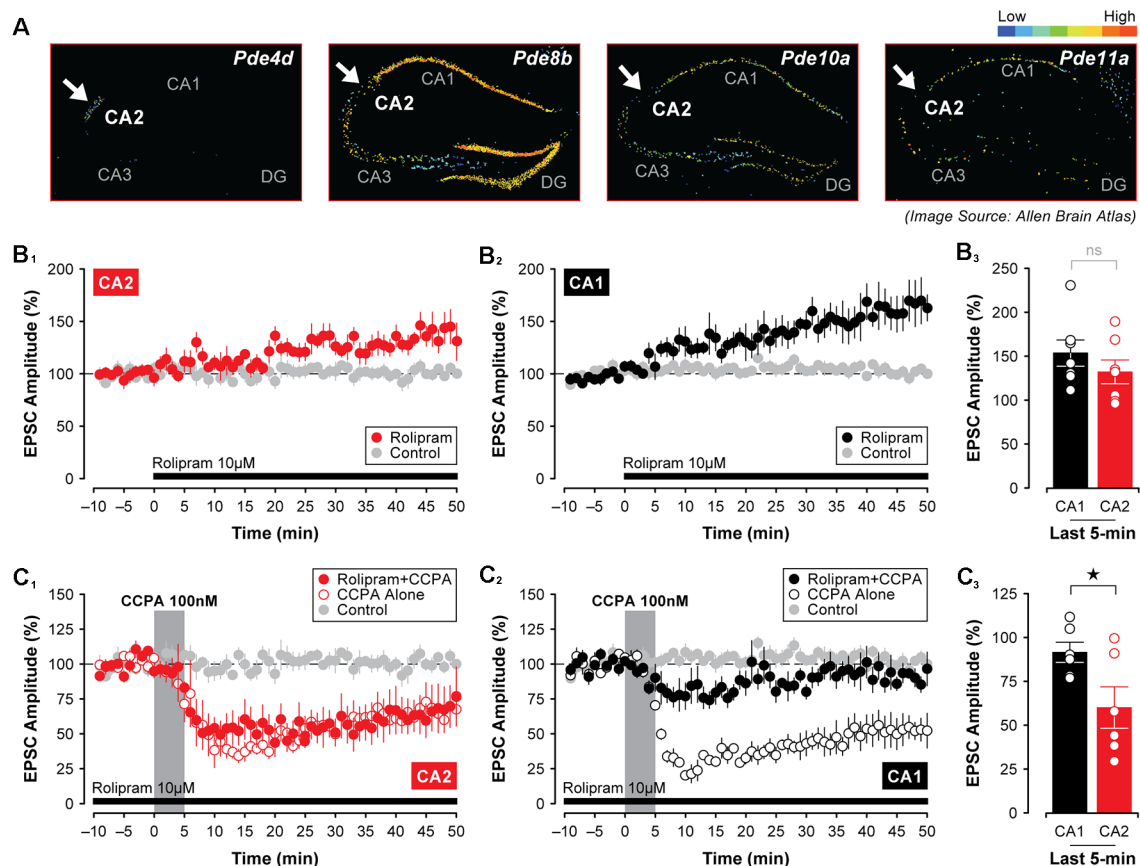 A
Low High
Pde4d
CA1
CA2
CA3
DG
Pde8b
CA1
CA2
CA3
DG
Pde10a
CA1
CA2
CA3
DG
Pde11a
CA1
CA2
CA3
DG
(Image Source: Allen Brain Atlas)
B1
CA2
EPSC Amplitude (%)
200
150
100
50
0
Rolipram
Control
Rolipram 10µM
–10 –5 0 5 10 15 20 25 30 35 40 45 50
Time (min)
B2
CA1
EPSC Amplitude (%)
200
150
100
50
0
Rolipram
Control
Rolipram 10µM
–10 –5 0 5 10 15 20 25 30 35 40 45 50
Time (min)
B3
ns
EPSC Amplitude (%)
250
200
150
100
50
0
CA1 CA2
Last 5-min
C1
Rolipram+CCPA
CCPA Alone
Control
CCPA 100nM
EPSC Amplitude (%)
150
125
100
75
50
25
0
CA2
Rolipram 10µM
–10 –5 0 5 10 15 20 25 30 35 40 45 50
Time (min)
C2
Rolipram+CCPA
CCPA Alone
Control
CCPA 100nM
EPSC Amplitude (%)
150
125
100
75
50
25
0
CA1
Rolipram 10µM
–10 –5 0 5 10 15 20 25 30 35 40 45 50
Time (min)
C3
★
EPSC Amplitude (%)
125
100
75
50
25
0
CA1 CA2
Last 5-min